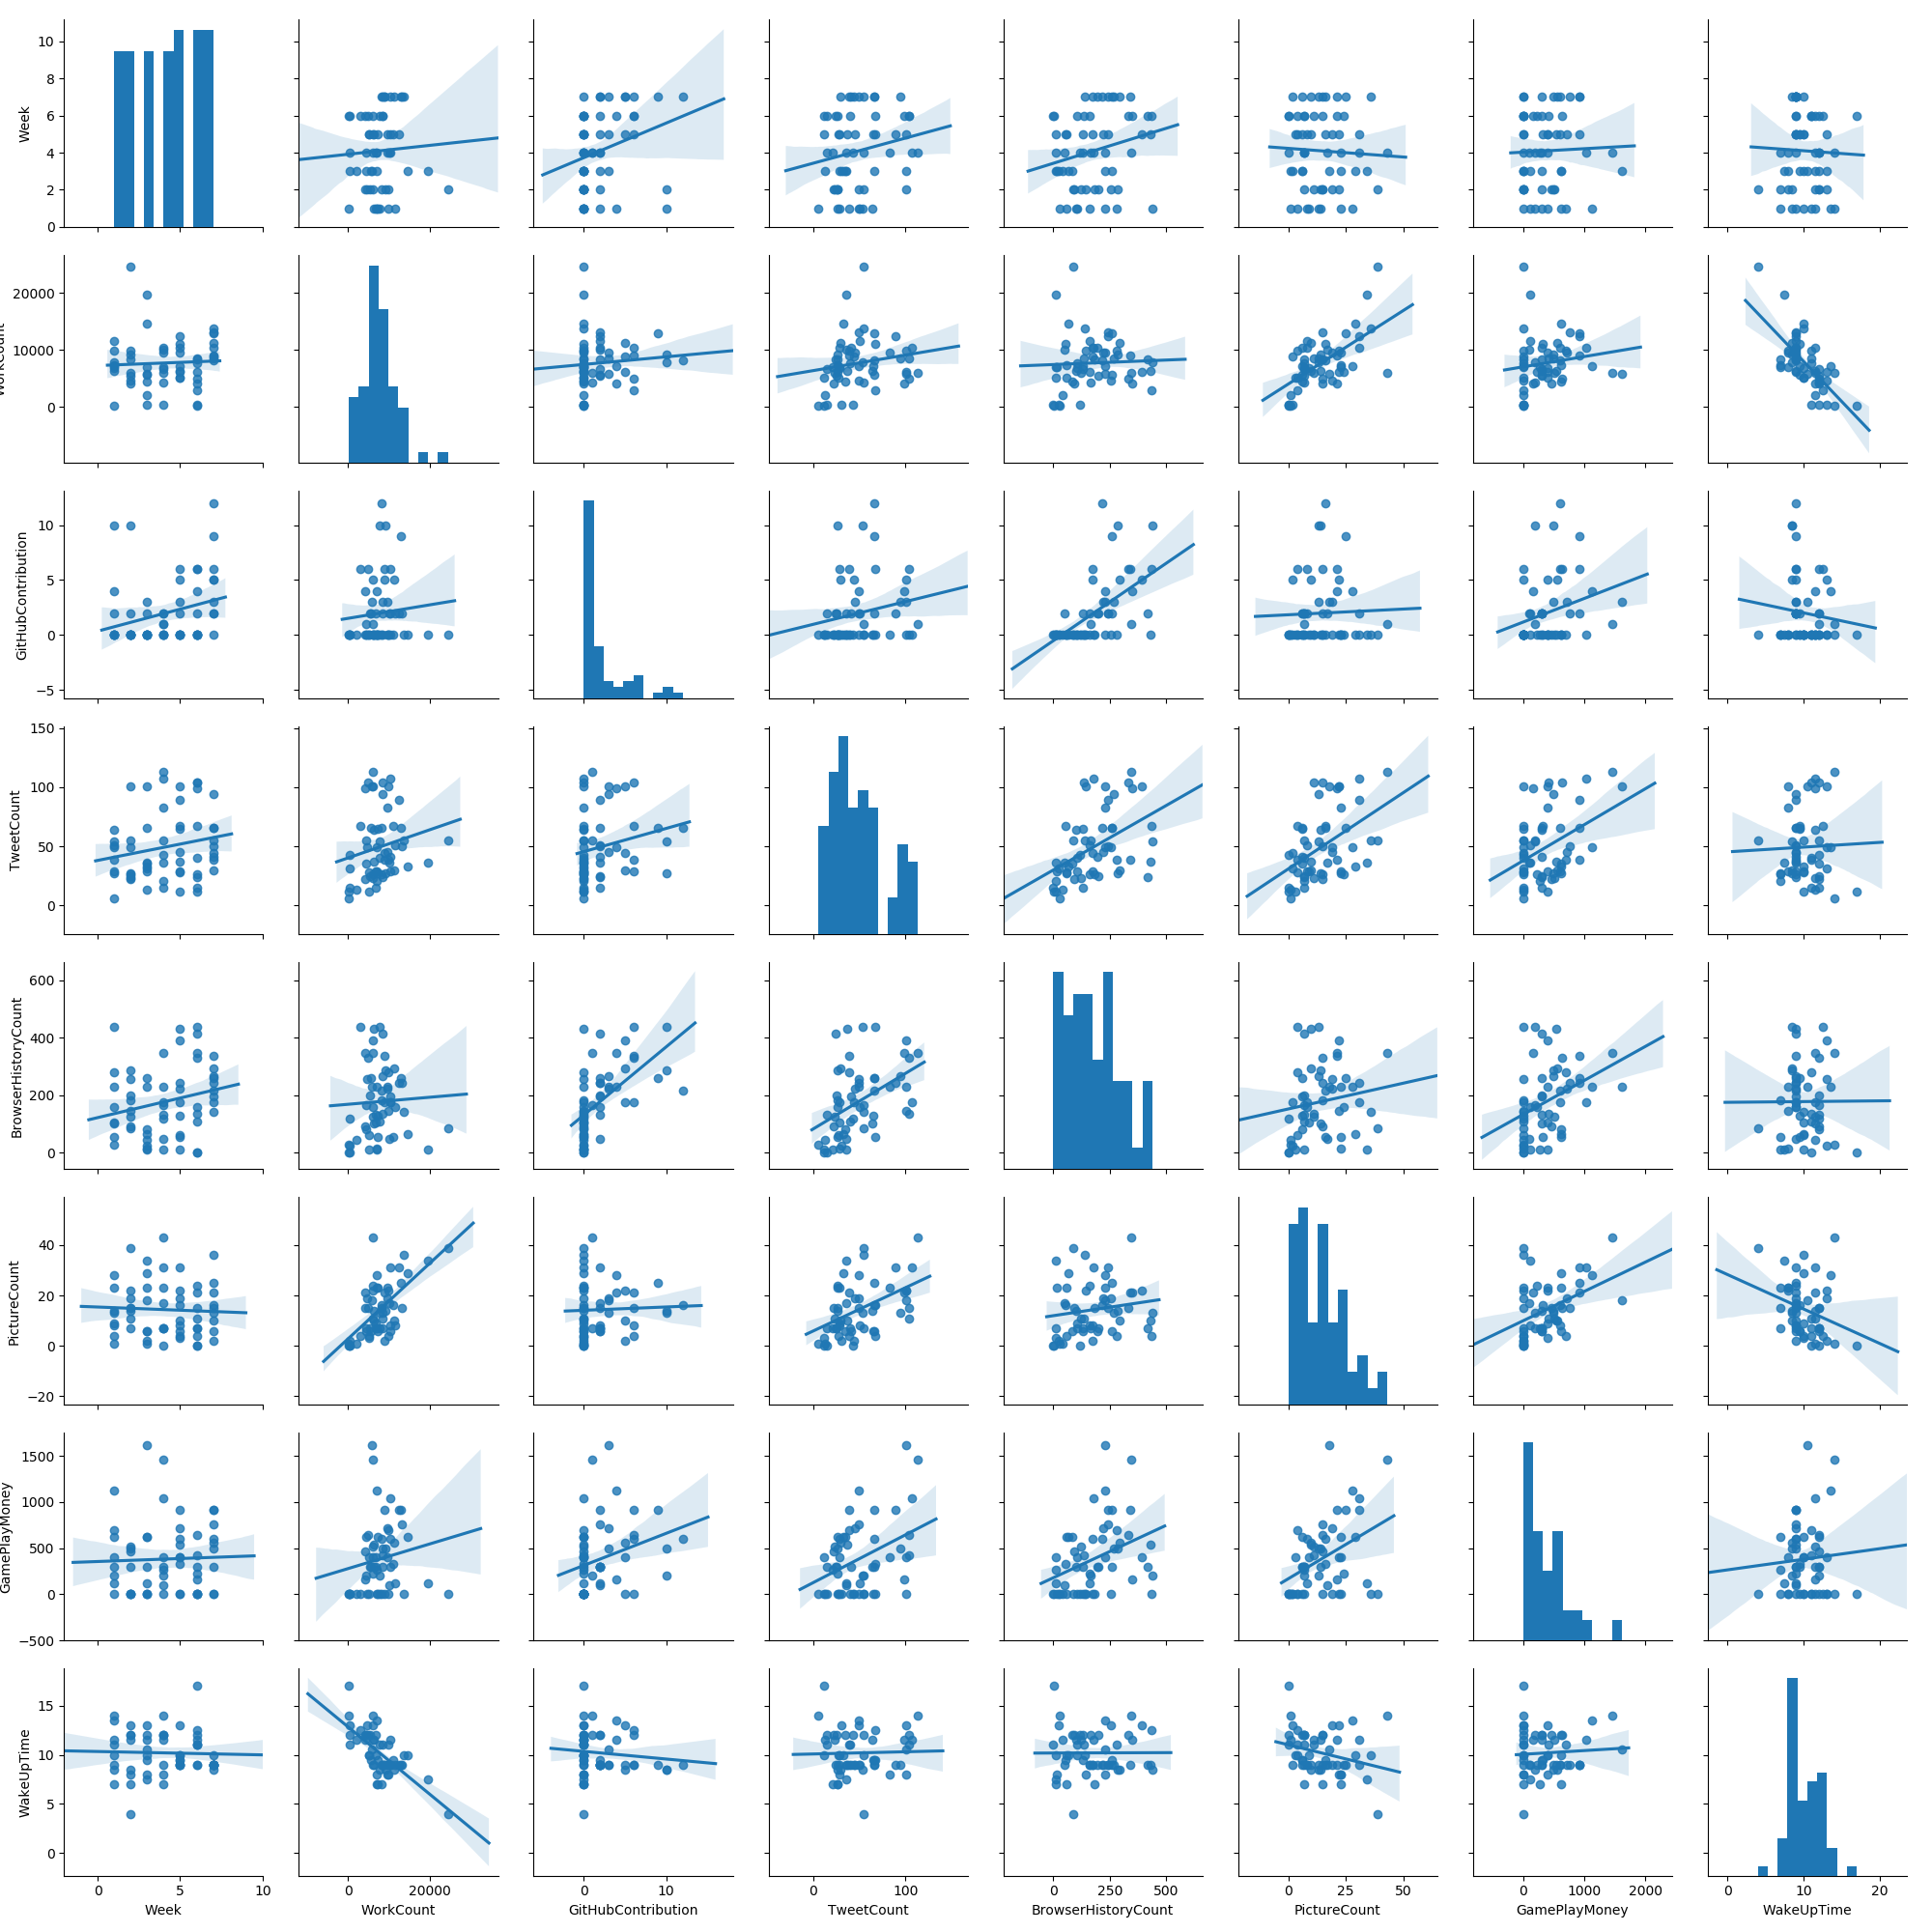 10
8
6
4
2
0
Week
20000
10000
0
10
5
0
−5
GitHubContribution
150
100
50
0
TweetCount
600
400
200
0
BrowserHistoryCount
40
20
0
−20
PictureCount
1500
1000
500
0
−500
GamePlayMoney
15
10
5
0
WakeUpTime
0 5 10
0 20000
0 10
0 100
0 250 500
0 25 50
0 1000 2000
0 10 20
Week WorkCount GitHubContribution TweetCount BrowserHistoryCount PictureCount GamePlayMoney WakeUpTime